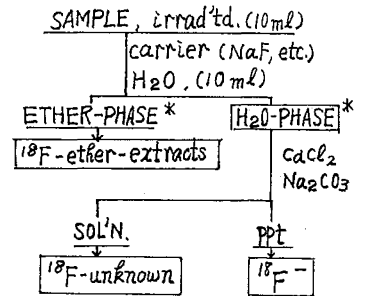 SAMPLE, irrad'td. (10ml)
carrier (NaF, etc.)
H2O, (10ml)
ETHER-PHASE* H2O-PHASE*
18F-ether-extracts
CaCl2
Na2CO3
SOL'N. ppt
18F-unknown 18F−